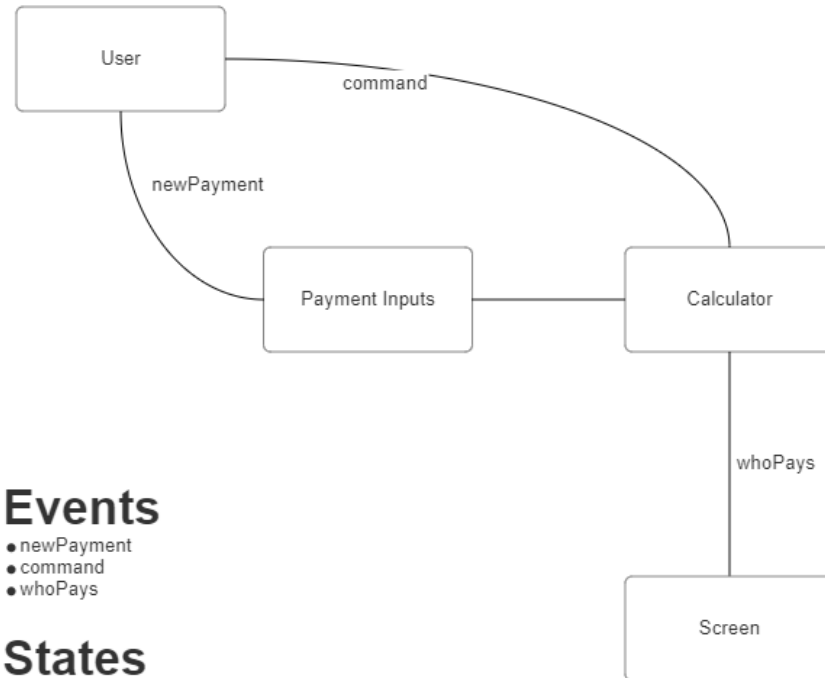 User
command
newPayment
Payment Inputs
Calculator
whoPays
Events
• newPayment
• command
• whoPays
Screen
States